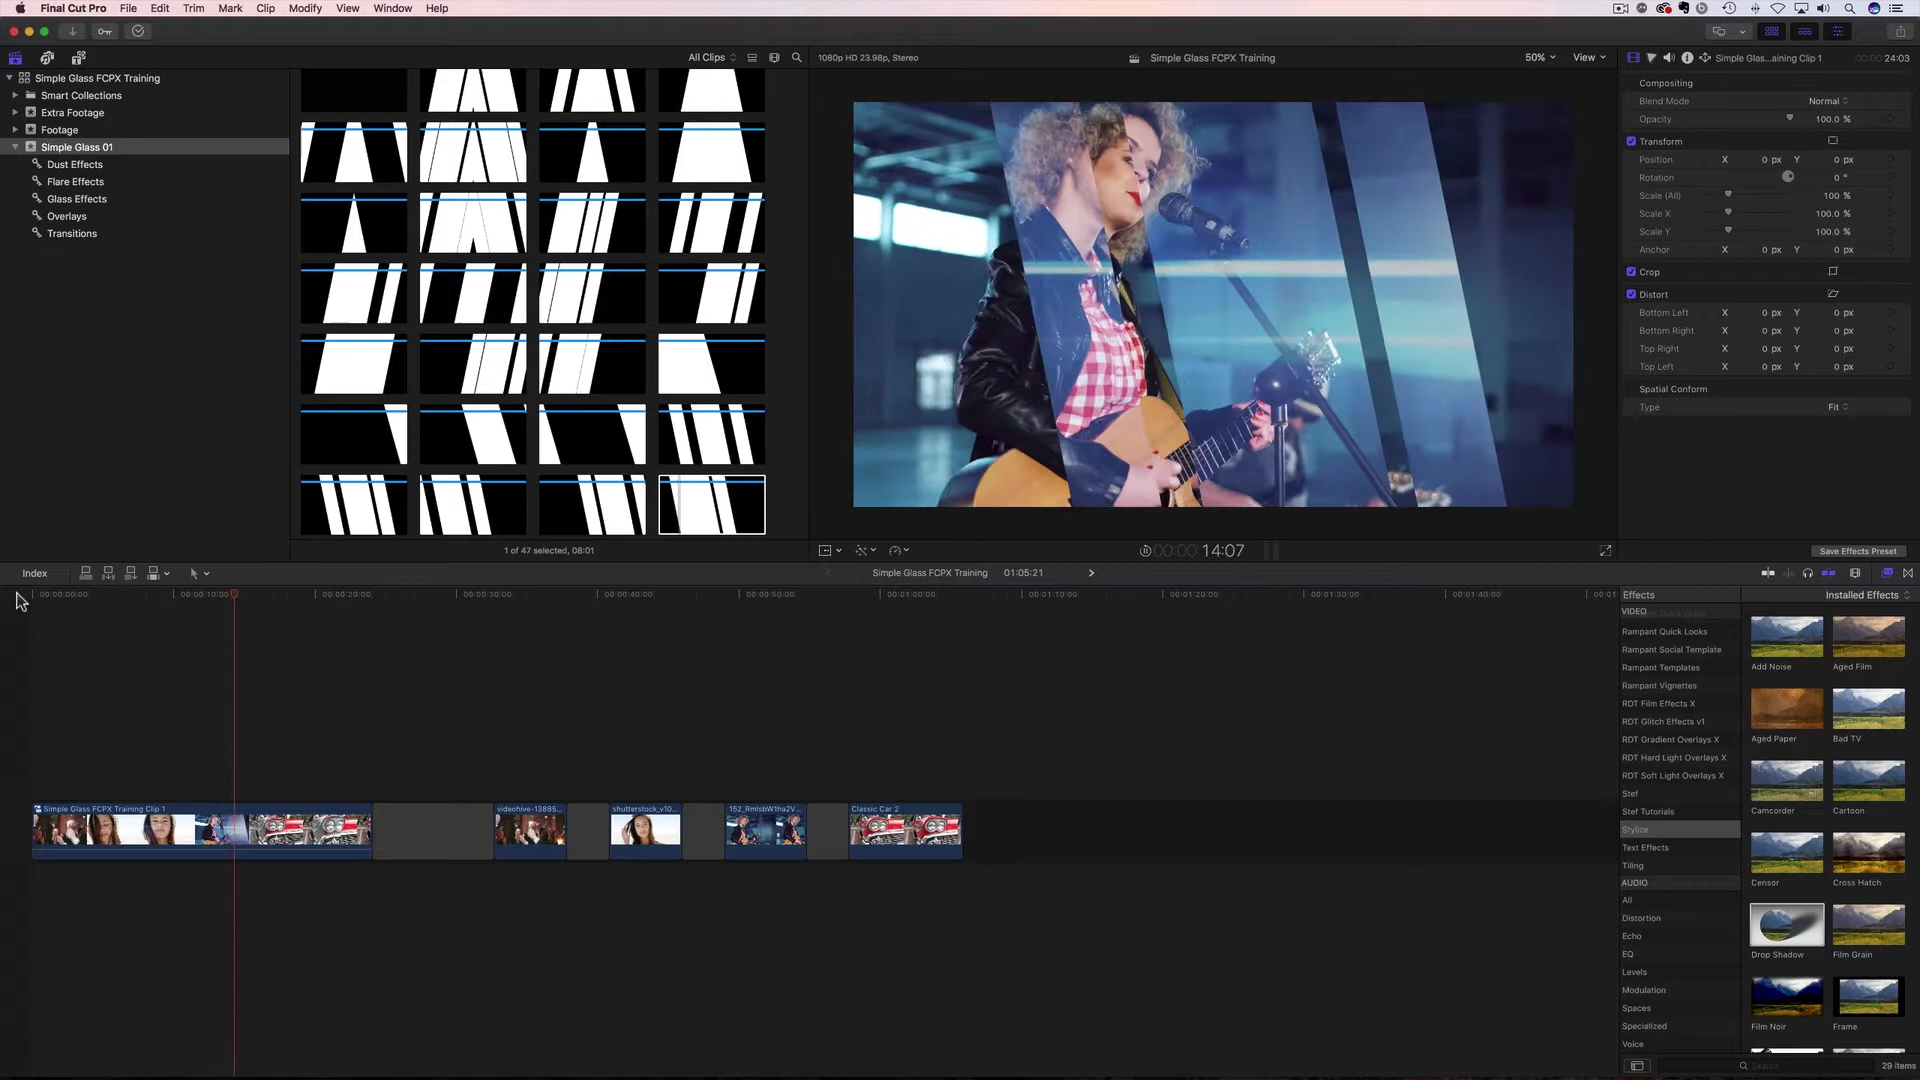 Final Cut Pro File Edit Trim Mark Clip Modify View Window Help
All Clips
1080p HD 23.98p, Stereo
Simple Glass FCPX Training
50%
View
Simple Glas...aining Clip 1
24:03
Simple Glass FCPX Training
Smart Collections
Extra Footage
Footage
SImple Glass 01
Dust Effects
Flare Effects
Glass Effects
Overlays
Transitions
1 of 47 selected, 08:01
00:00:00:14:07
Compositing
Blend Mode Normal
Opacity 100.0 %
Transform
Position X 0 px Y 0 px
Rotation 0 °
Scale (All) 100 %
Scale X 100.0 %
Scale Y 100.0 %
Anchor X 0 px Y 0 px
Crop
Distort
Bottom Left X 0 px Y 0 px
Bottom Right X 0 px Y 0 px
Top Right X 0 px Y 0 px
Top Left X 0 px Y 0 px
Spatial Conform
Type Fit
Save Effects Preset
Index
Simple Glass FCPX Training 01:05:21
00:00:00:00 00:00:10:00 00:00:20:00 00:00:30:00 00:00:40:00 00:00:50:00 00:01:00:00 00:01:10:00 00:01:20:00 00:01:30:00 00:01:40:00 00:01
Simple Glass FCPX Training Clip 1
videohive-13885...
shutterstock_v10...
152_RmlsbW1ha2V...
Classic Car 2
Effects
Installed Effects
VIDEO
Rampant Quick Looks
Rampant Social Template
Rampant Templates
Rampant Vignettes
RDT Film Effects X
RDT Glitch Effects v1
RDT Gradient Overlays X
RDT Hard Light Overlays X
RDT Soft Light Overlays X
Stef
Stef Tutorials
Stylize
Text Effects
Tiling
AUDIO
All
Distortion
Echo
EQ
Levels
Modulation
Spaces
Specialized
Voice
Add Noise
Aged Film
Aged Paper
Bad TV
Camcorder
Cartoon
Censor
Cross Hatch
Drop Shadow
Film Grain
Film Noir
Frame
Search
29 items